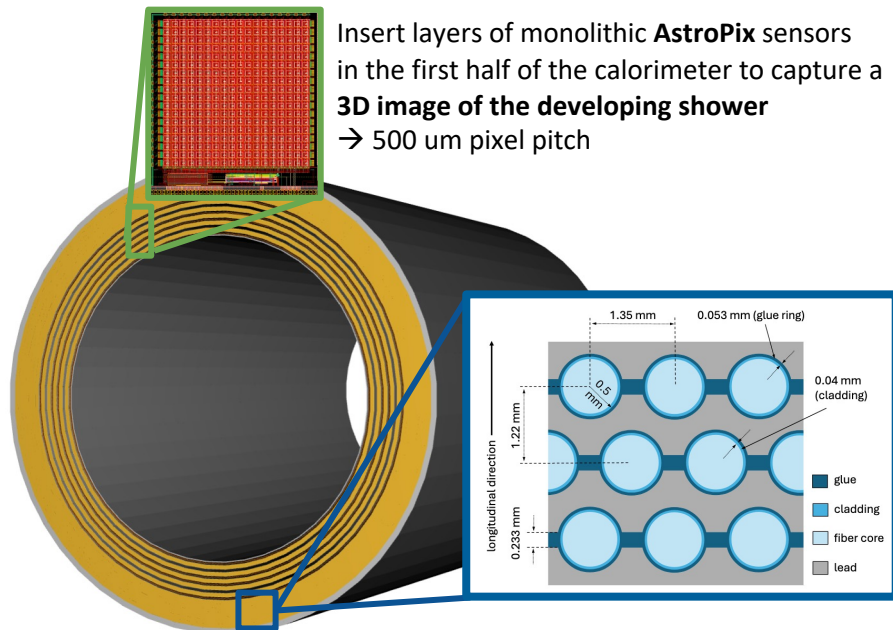 Insert layers of monolithic AstroPix sensors
in the first half of the calorimeter to capture a
3D image of the developing shower
→ 500 um pixel pitch
1.35 mm
0.053 mm (glue ring)
0.5
mm
0.04 mm
(cladding)
1.22 mm
longitudinal direction
0.233 mm
glue
cladding
fiber core
lead